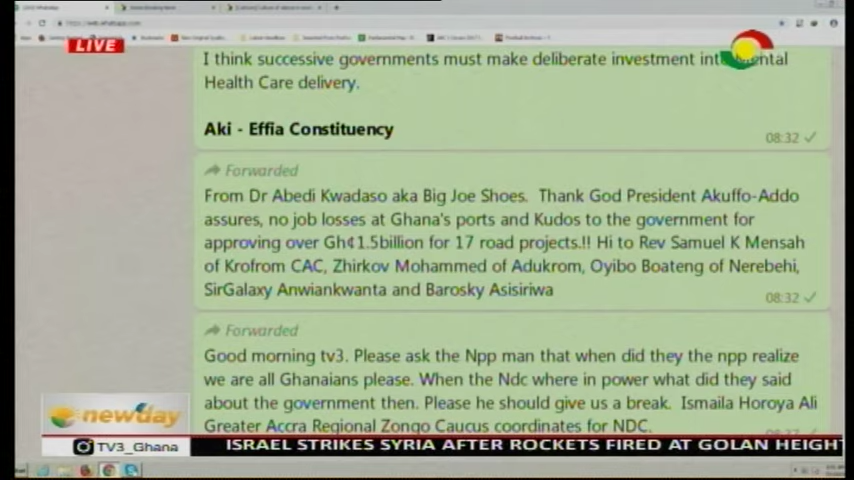 LIVE
I think successive governments must make deliberate investment into Mental
Health Care delivery.
Aki - Effia Constituency
08:32
Forwarded
From Dr Abedi Kwadaso aka Big Joe Shoes. Thank God President Akuffo-Addo
assures, no job losses at Ghana's ports and Kudos to the government for
approving over Gh¢1.5billion for 17 road projects.!! Hi to Rev Samuel K Mensah
of Krofrom CAC, Zhirkov Mohammed of Adukrom, Oyibo Boateng of Nerebehi,
SirGalaxy Anwiankwanta and Barosky Asisiriwa
08:32
Forwarded
Good morning tv3. Please ask the Npp man that when did they the npp realize
we are all Ghanaians please. When the Ndc where in power what did they said
about the government then. Please he should give us a break. Ismaila Horoya Ali
Greater Accra Regional Zongo Caucus coordinates for NDC.
newday
TV3_Ghana
ISRAEL STRIKES SYRIA AFTER ROCKETS FIRED AT GOLAN HEIGHT